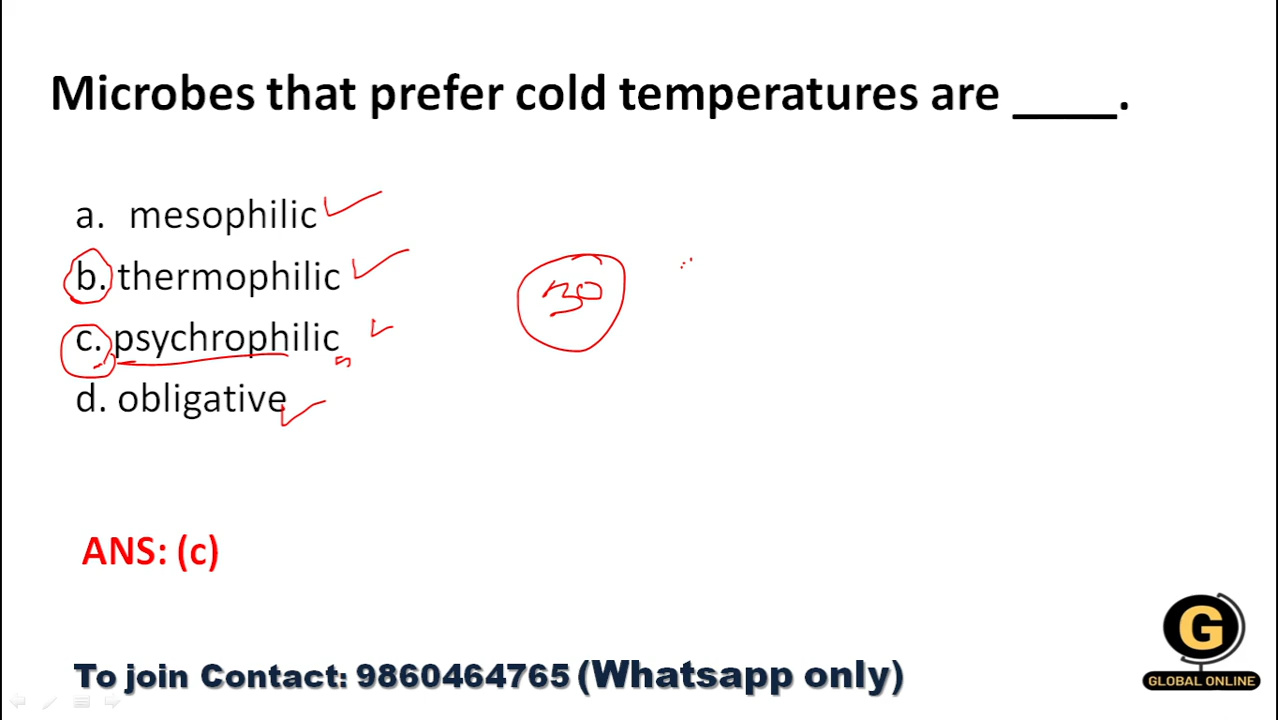 Microbes that prefer cold temperatures are ____.
a. mesophilic
b. thermophilic
c. psychrophilic
d. obligative
30
ANS: (c)
To join Contact: 9860464765 (Whatsapp only)
G
GLOBAL ONLINE